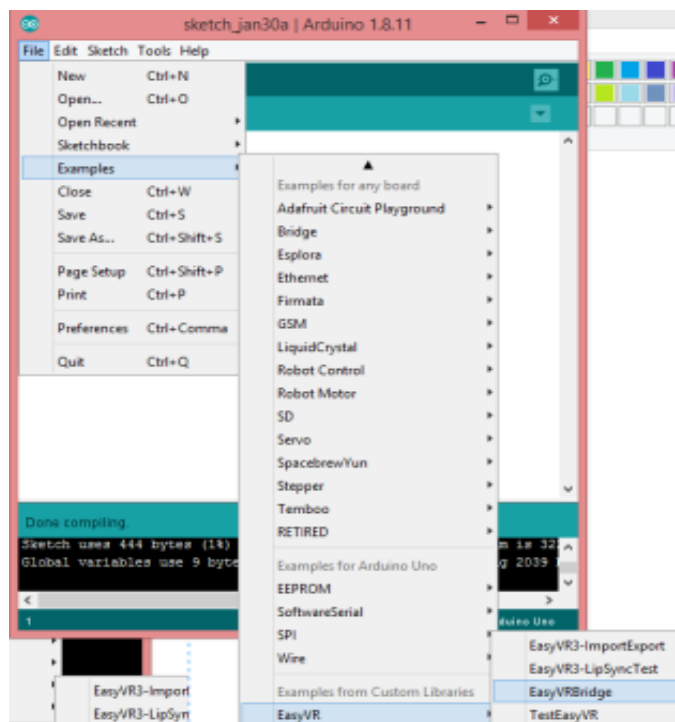 sketch_jan30a | Arduino 1.8.11
File Edit Sketch Tools Help
New Ctrl+N
Open... Ctrl+O
Open Recent
Sketchbook
Examples
Close Ctrl+W
Save Ctrl+S
Save As... Ctrl+Shift+S
Page Setup Ctrl+Shift+P
Print Ctrl+P
Preferences Ctrl+Comma
Quit Ctrl+Q
Examples for any board
Adafruit Circuit Playground
Bridge
Esplora
Ethernet
Firmata
GSM
LiquidCrystal
Robot Control
Robot Motor
SD
Servo
SpacebrewYun
Stepper
Temboo
RETIRED
Examples for Arduino Uno
EEPROM
SoftwareSerial
SPI
Wire
Examples from Custom Libraries
EasyVR
EasyVR3-ImportExport
EasyVR3-LipSyncTest
EasyVRBridge
TestEasyVR
Done compiling.
Sketch uses 444 bytes (1%)
Global variables use 9 byte
1
EasyVR3-Import
EasyVR3-LipSyn